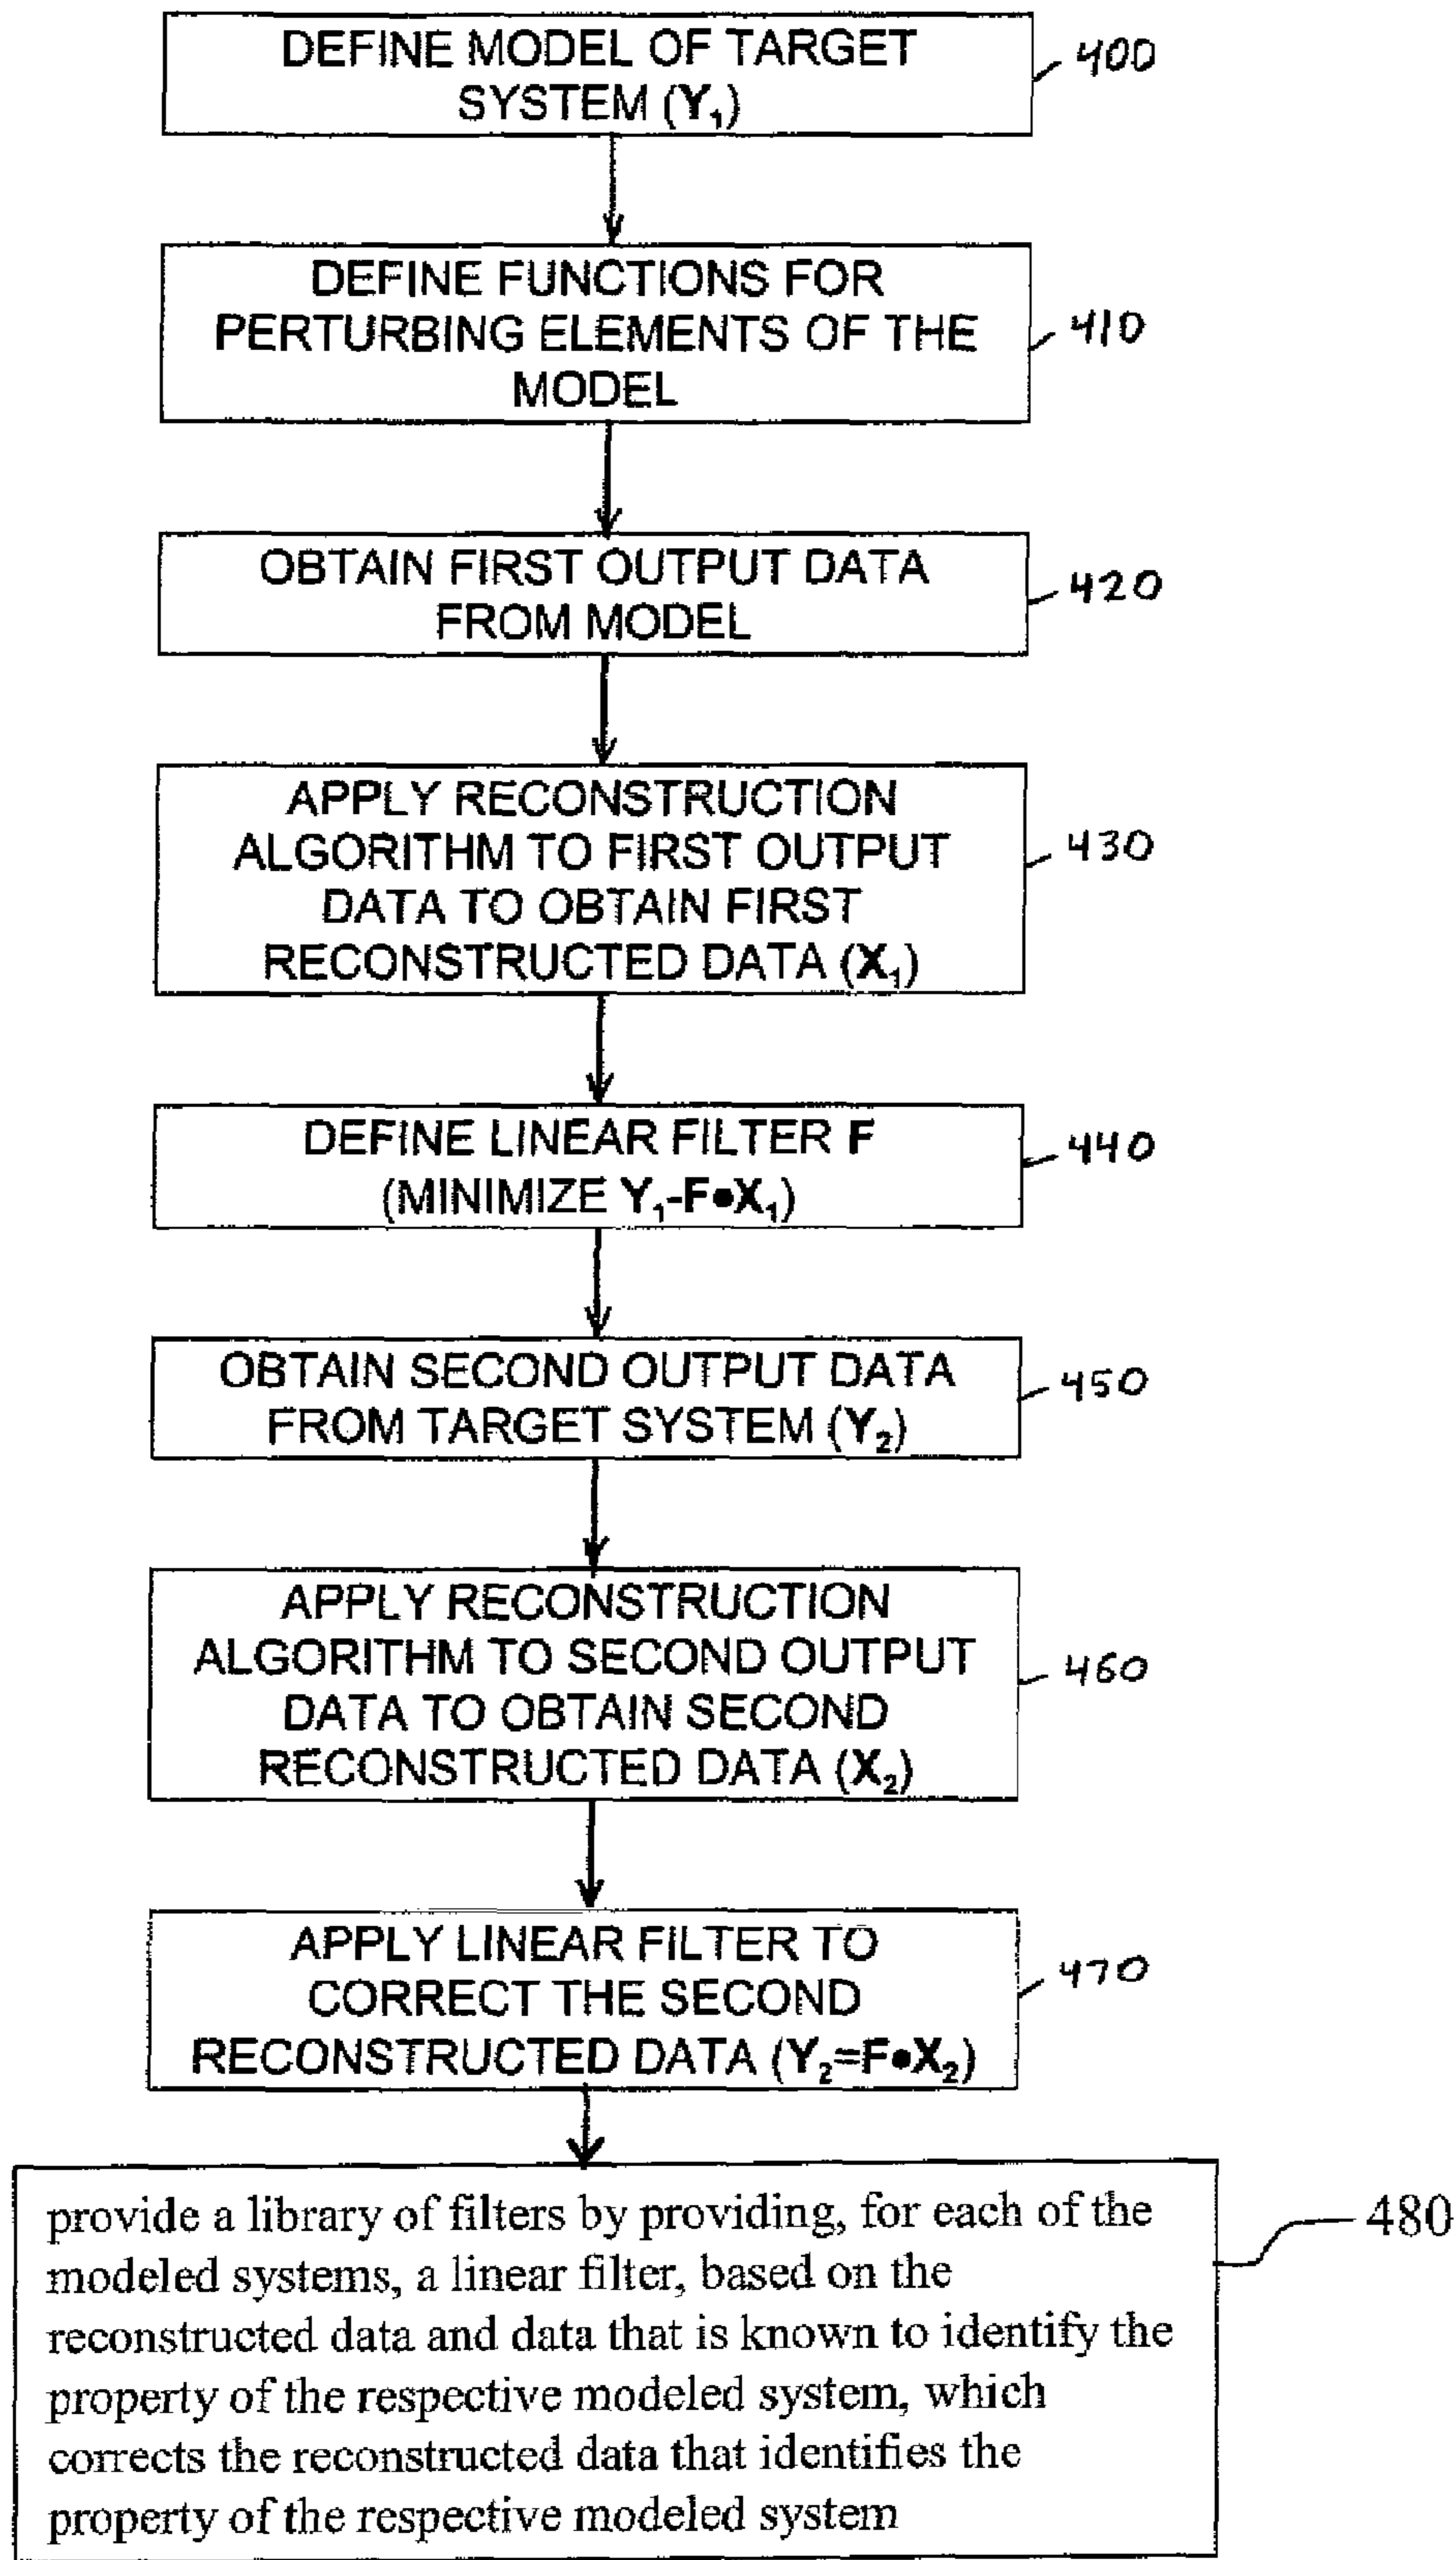 DEFINE MODEL OF TARGET
SYSTEM (Y₁)
400
DEFINE FUNCTIONS FOR
PERTURBING ELEMENTS OF THE
MODEL
410
OBTAIN FIRST OUTPUT DATA
FROM MODEL
420
APPLY RECONSTRUCTION
ALGORITHM TO FIRST OUTPUT
DATA TO OBTAIN FIRST
RECONSTRUCTED DATA (X₁)
430
DEFINE LINEAR FILTER F
(MINIMIZE Y₁-F•X₁)
440
OBTAIN SECOND OUTPUT DATA
FROM TARGET SYSTEM (Y₂)
450
APPLY RECONSTRUCTION
ALGORITHM TO SECOND OUTPUT
DATA TO OBTAIN SECOND
RECONSTRUCTED DATA (X₂)
460
APPLY LINEAR FILTER TO
CORRECT THE SECOND
RECONSTRUCTED DATA (Y₂=F•X₂)
470
provide a library of filters by providing, for each of the
modeled systems, a linear filter, based on the
reconstructed data and data that is known to identify the
property of the respective modeled system, which
corrects the reconstructed data that identifies the
property of the respective modeled system
480